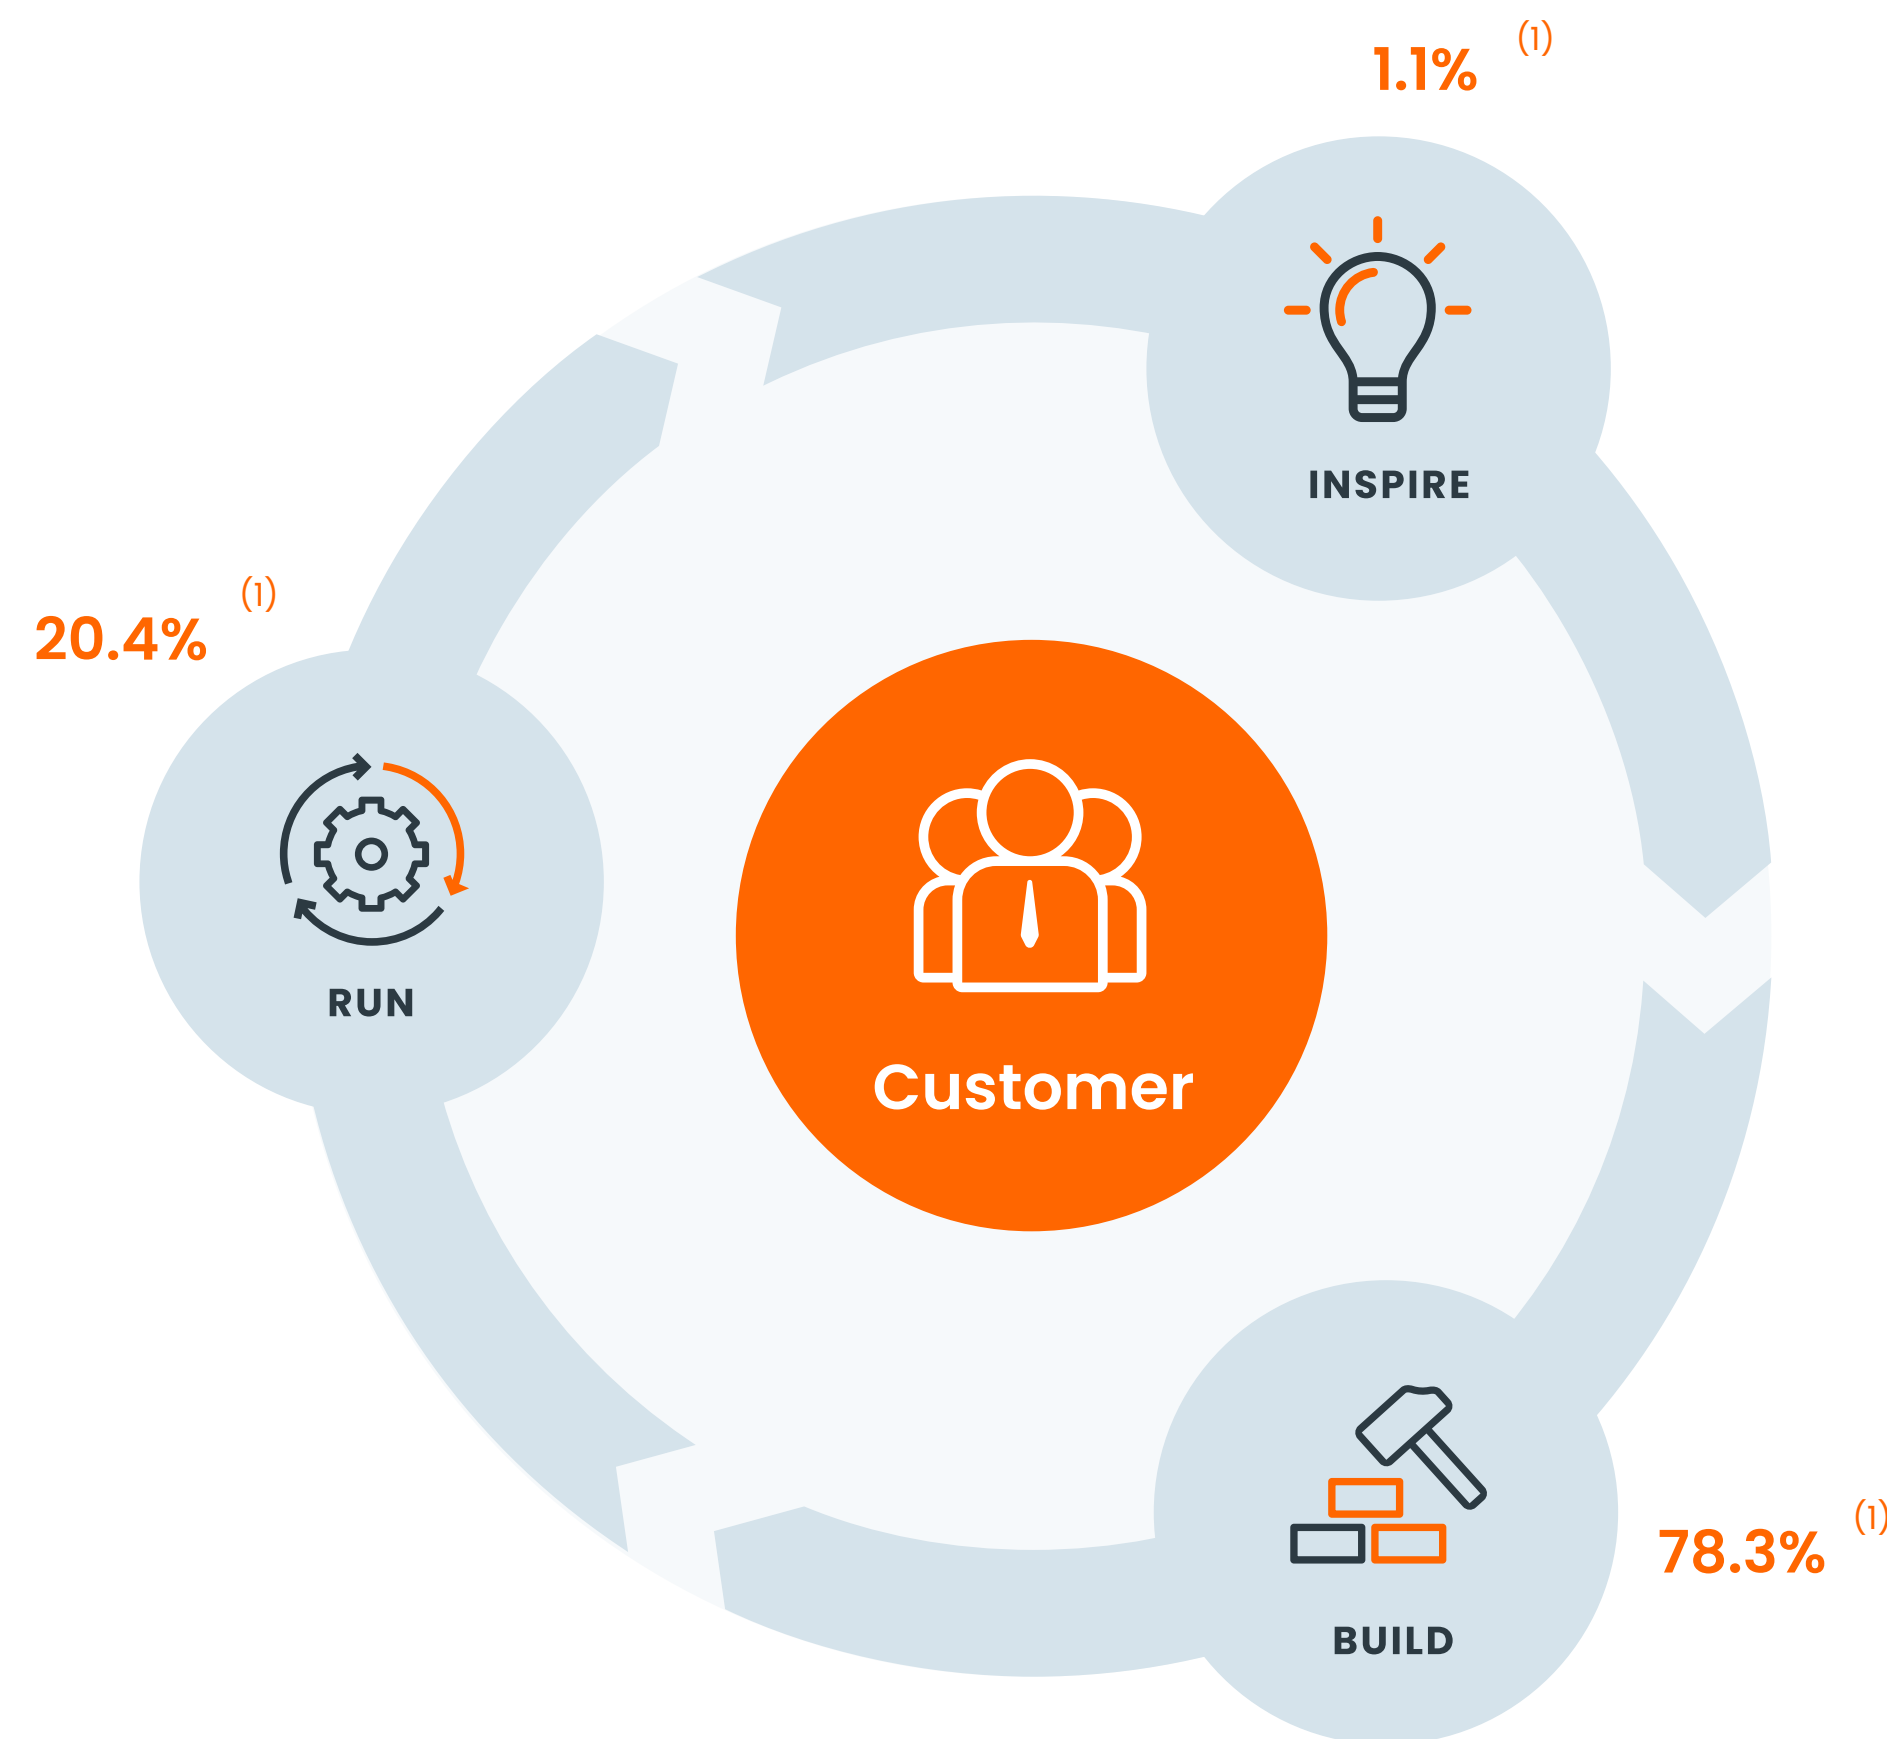 1.1% (1)
INSPIRE
20.4% (1)
RUN
Customer
78.3% (1)
BUILD